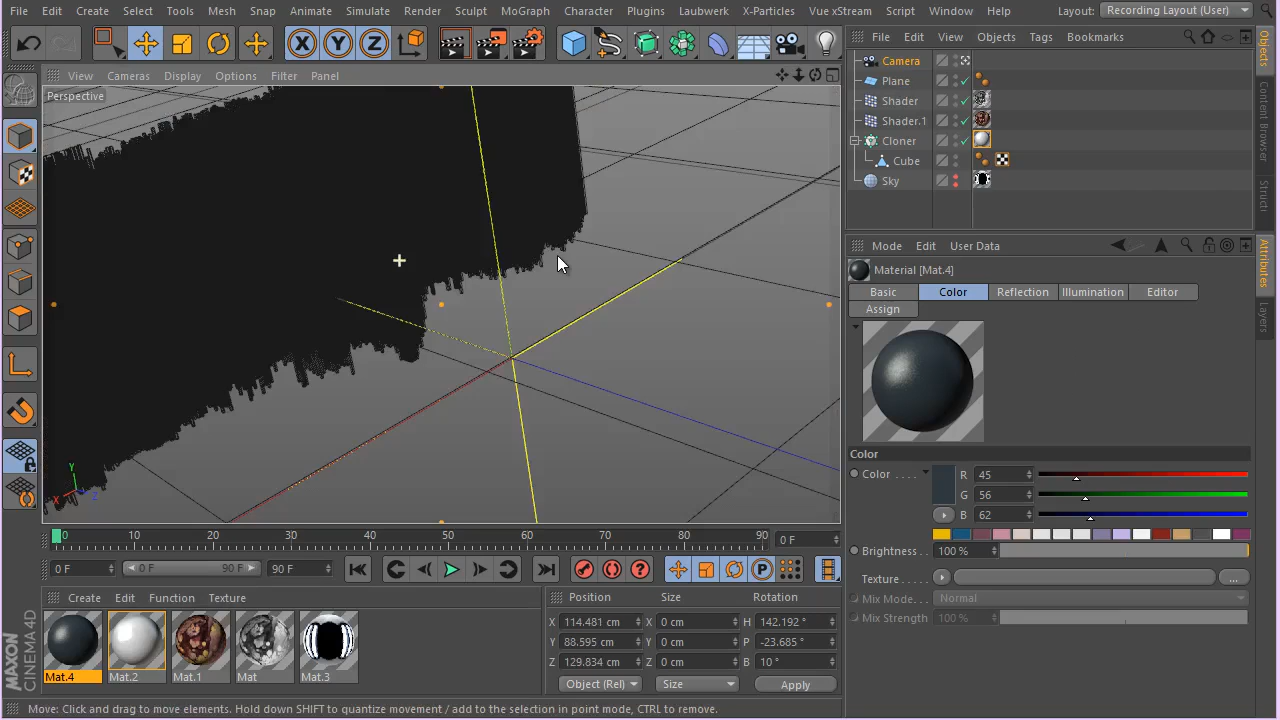 File Edit Create Select Tools Mesh Snap Animate Simulate Render Sculpt MoGraph Character Plugins Laubwerk X-Particles Vue xStream Script Window Help Layout: Recording Layout (User)
X Y Z
File Edit View Objects Tags Bookmarks
View Cameras Display Options Filter Panel
Perspective
Camera
Plane
Shader
Shader.1
Cloner
Cube
Sky
Objects
Content Browser
Structi
Attributes
Layers
Mode Edit User Data
Material [Mat.4]
Basic Color Reflection Illumination Editor
Assign
Color
Color . . . . R 45
G 56
B 62
Brightness . . . 100 %
Texture . . . . . ...
Mix Mode. . . Normal
Mix Strength 100 %
Y
X Z
0 10 20 30 40 50 60 70 80 90 0 F
0 F 0 F 90 F 90 F
P
Create Edit Function Texture
Mat.4 Mat.2 Mat.1 Mat Mat.3
Position Size Rotation
X 114.481 cm X 0 cm H 142.192 °
Y 88.595 cm Y 0 cm P -23.685 °
Z 129.834 cm Z 0 cm B 10 °
Object (Rel) Size Apply
MAXON
CINEMA 4D
Move: Click and drag to move elements. Hold down SHIFT to quantize movement / add to the selection in point mode, CTRL to remove.